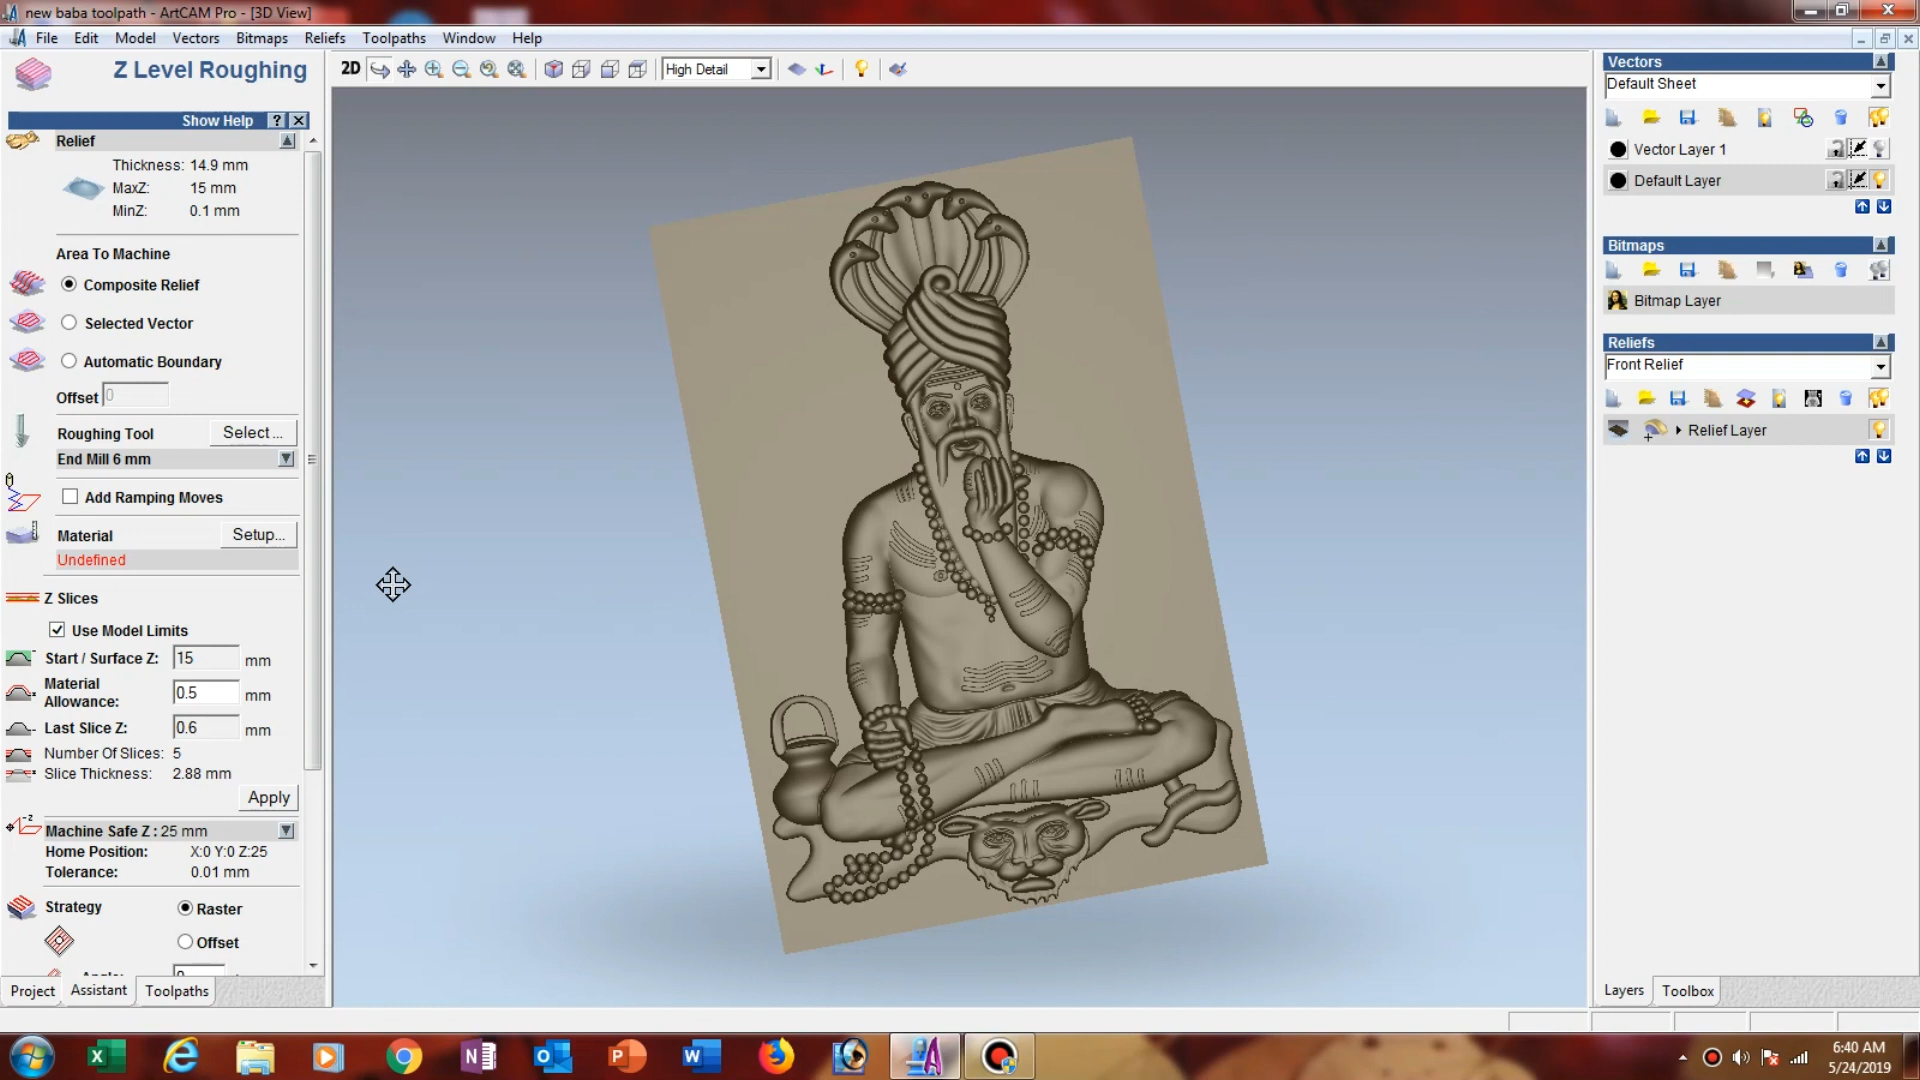 new baba toolpath - ArtCAM Pro - [3D View]
File Edit Model Vectors Bitmaps Reliefs Toolpaths Window Help
Z Level Roughing
2D
High Detail
Show Help ?
Relief
Thickness: 14.9 mm
MaxZ: 15 mm
MinZ: 0.1 mm
Area To Machine
Composite Relief
Selected Vector
Automatic Boundary
Offset 0
Roughing Tool Select ...
End Mill 6 mm
Add Ramping Moves
Material Setup...
Undefined
Z Slices
Use Model Limits
Start / Surface Z: 15 mm
Material Allowance: 0.5 mm
Last Slice Z: 0.6 mm
Number Of Slices: 5
Slice Thickness: 2.88 mm
Apply
Machine Safe Z : 25 mm
Home Position: X:0 Y:0 Z:25
Tolerance: 0.01 mm
Strategy Raster
Offset
Project Assistant Toolpaths
Vectors
Default Sheet
Vector Layer 1
Default Layer
Bitmaps
Bitmap Layer
Reliefs
Front Relief
Relief Layer
Layers Toolbox
6:40 AM
5/24/2019